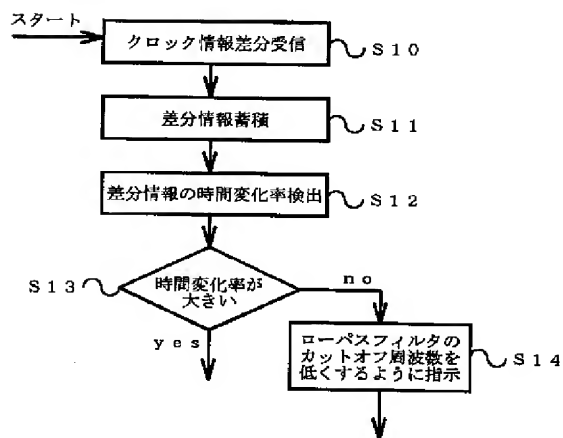 スタート
クロック情報差分受信
S10
差分情報蓄積
S11
差分情報の時間変化率検出
S12
S13
時間変化率が
大きい
no
yes
ローパスフィルタの
カットオフ周波数を
低くするように指示
S14